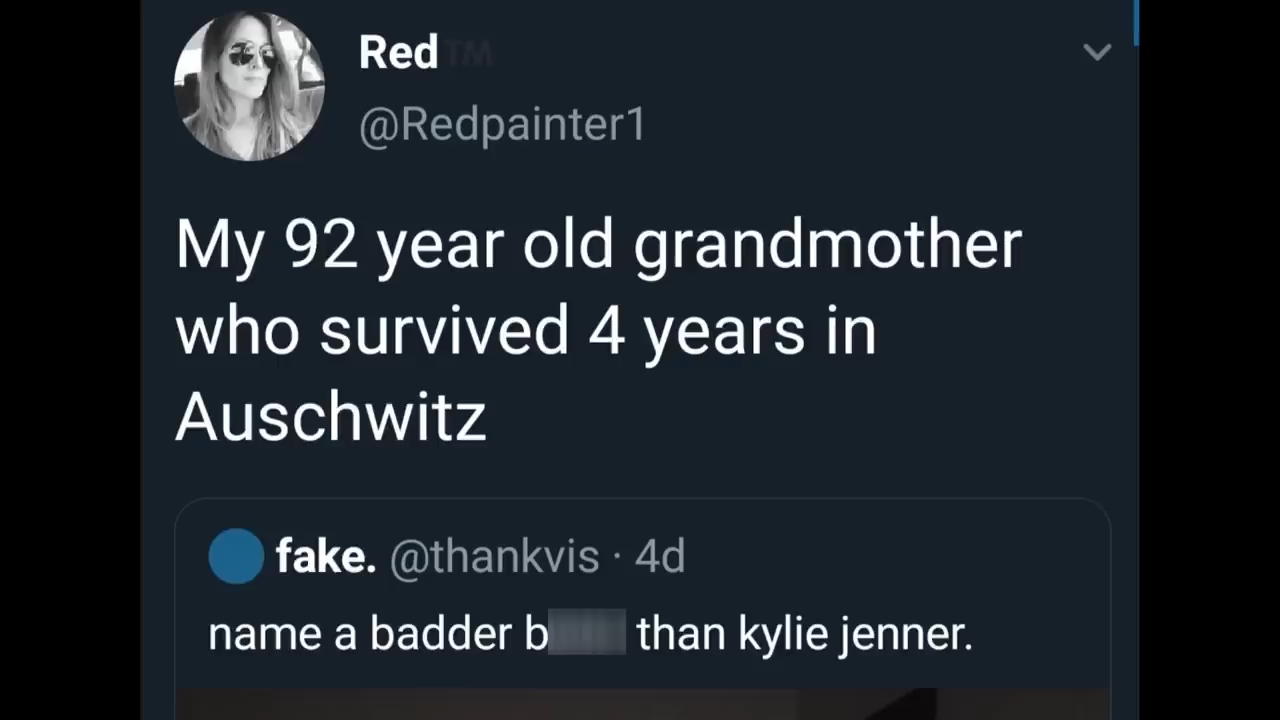 Red™
@Redpainter1
My 92 year old grandmother
who survived 4 years in
Auschwitz
fake. @thankvis · 4d
name a badder b than kylie jenner.